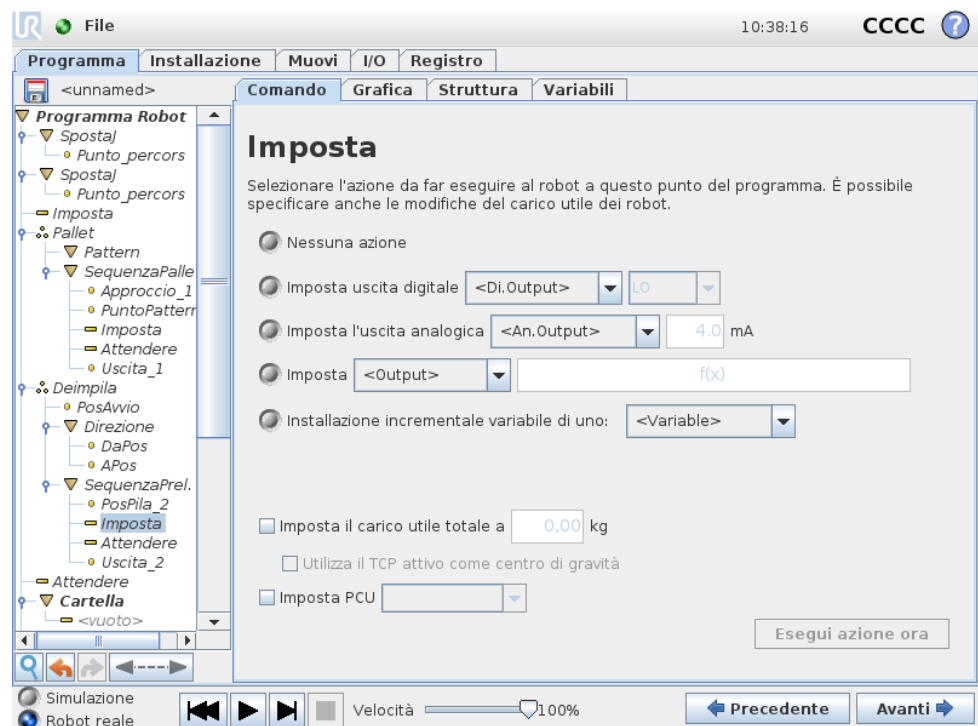 UR File 10:38:16 CCCC ?
Programma Installazione Muovi I/O Registro
<unnamed>
Comando Grafica Struttura Variabili
Programma Robot
SpostaJ
Punto_percors
SpostaJ
Punto_percors
Imposta
Pallet
Pattern
SequenzaPalle
Approccio_1
PuntoPattern
Imposta
Attendere
Uscita_1
Deimpila
PosAvvio
Direzione
DaPos
APos
SequenzaPrel.
PosPila_2
Imposta
Attendere
Uscita_2
Attendere
Cartella
<vuoto>
Imposta
Selezionare l'azione da far eseguire al robot a questo punto del programma. È possibile
specificare anche le modifiche del carico utile dei robot.
Nessuna azione
Imposta uscita digitale <Di.Output> LO
Imposta l'uscita analogica <An.Output> 4.0 mA
Imposta <Output> f(x)
Installazione incrementale variabile di uno: <Variable>
Imposta il carico utile totale a 0,00 kg
Utilizza il TCP attivo come centro di gravità
Imposta PCU
Esegui azione ora
Simulazione
Robot reale
Velocità 100%
Precedente Avanti